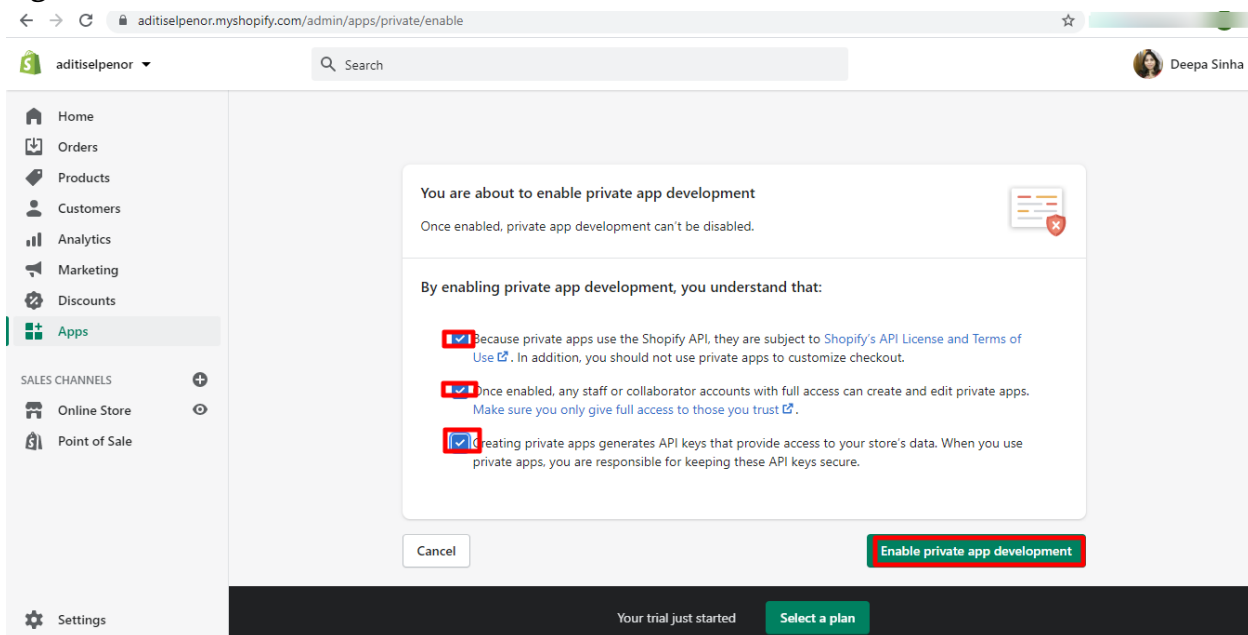 aditiselpenor.myshopify.com/admin/apps/private/enable
aditiselpenor
Search
Deepa Sinha
Home
Orders
Products
Customers
Analytics
Marketing
Discounts
Apps
SALES CHANNELS
Online Store
Point of Sale
Settings
You are about to enable private app development
Once enabled, private app development can't be disabled.
By enabling private app development, you understand that:
Because private apps use the Shopify API, they are subject to Shopify's API License and Terms of
Use. In addition, you should not use private apps to customize checkout.
Once enabled, any staff or collaborator accounts with full access can create and edit private apps.
Make sure you only give full access to those you trust.
Creating private apps generates API keys that provide access to your store's data. When you use
private apps, you are responsible for keeping these API keys secure.
Cancel
Enable private app development
Your trial just started
Select a plan